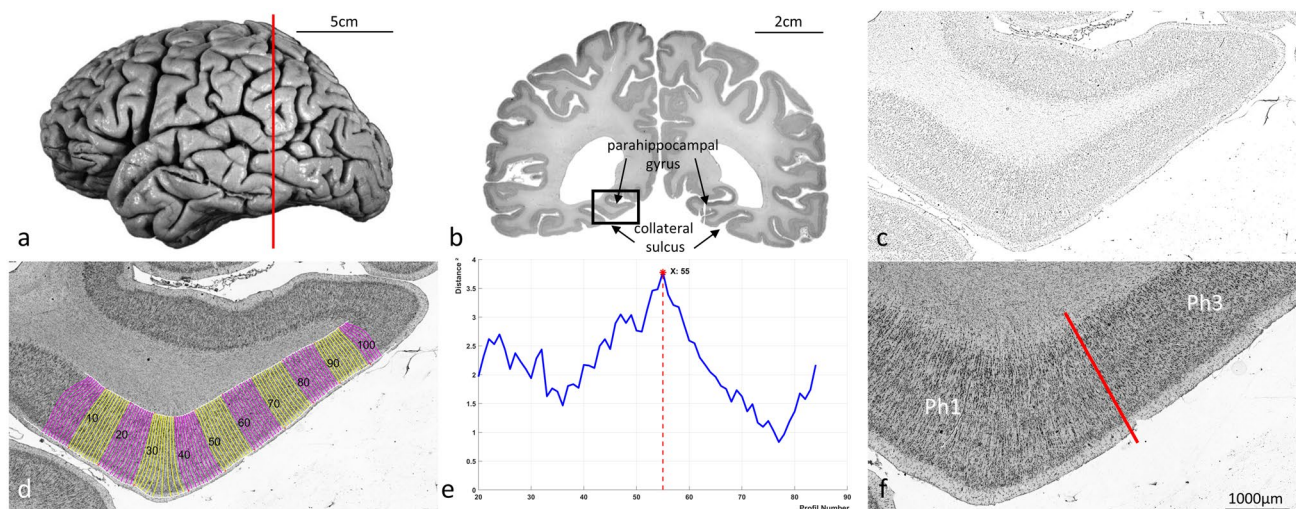 5cm
a
2cm
parahippocampal
gyrus
collateral
sulcus
b
c
10
20
30
40
50
60
70
80
90
100
d
Distance ²
4
3.5
3
2.5
2
1.5
1
0.5
0
X: 55
20
30
40
50
60
70
80
90
Profil Number
e
Ph1
Ph3
1000µm
f